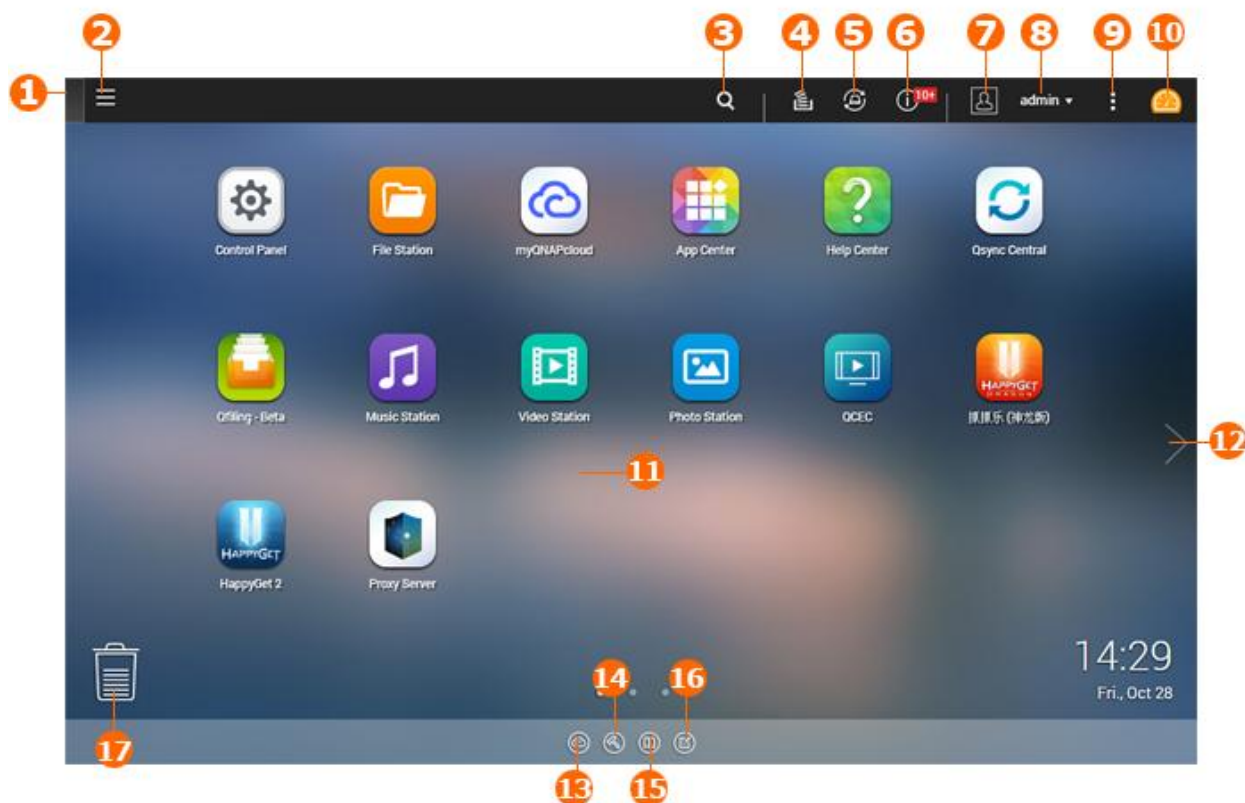 2
3
4
5
6
7
8
9
10
1
10+
admin
Control Panel
File Station
myQNAPcloud
App Center
Help Center
Qsync Central
HAPPYGET
DRAGON
Qfiling - Beta
Music Station
Video Station
Photo Station
QCEC
抓抓乐 (神龙版)
12
11
HAPPYGET
HappyGet 2
Proxy Server
14:29
Fri., Oct 28
14
16
17
13
15